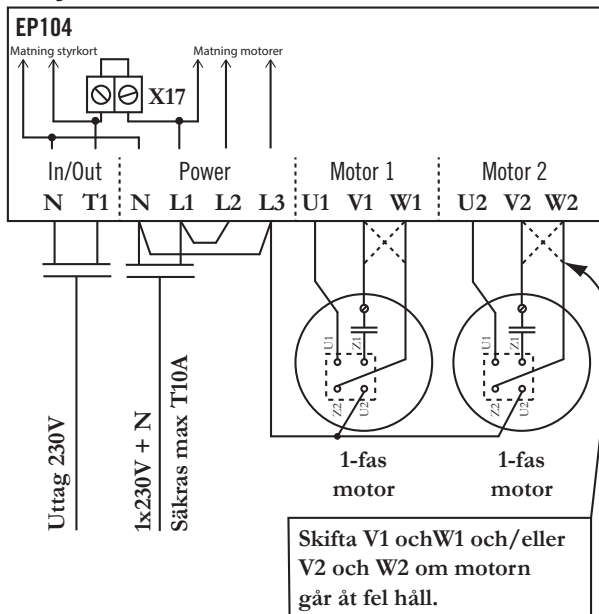 EP104
Matning styrkort
Matning motorer
X17
In/Out
Power
Motor 1
Motor 2
N T1 N L1 L2 L3 U1 V1 W1 U2 V2 W2
U1 Z1
Z2 U2
U1 Z1
Z2 U2
Uttag 230V
1x230V + N
Säkras max T10A
1-fas
motor
1-fas
motor
Skifta V1 ochW1 och/eller
V2 och W2 om motorn
går åt fel håll.